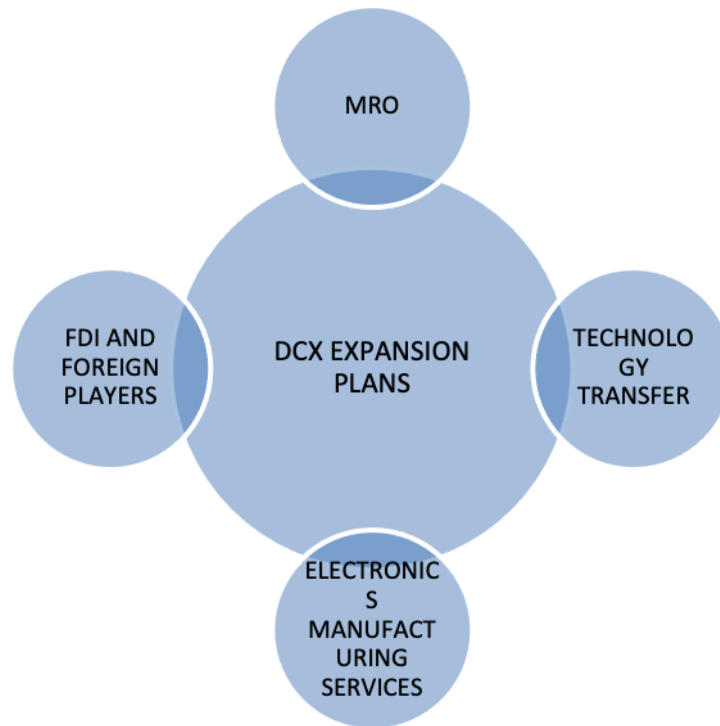 MRO
FDI AND
FOREIGN
PLAYERS
DCX EXPANSION
PLANS
TECHNOLO
GY
TRANSFER
ELECTRONIC
S
MANUFACT
URING
SERVICES